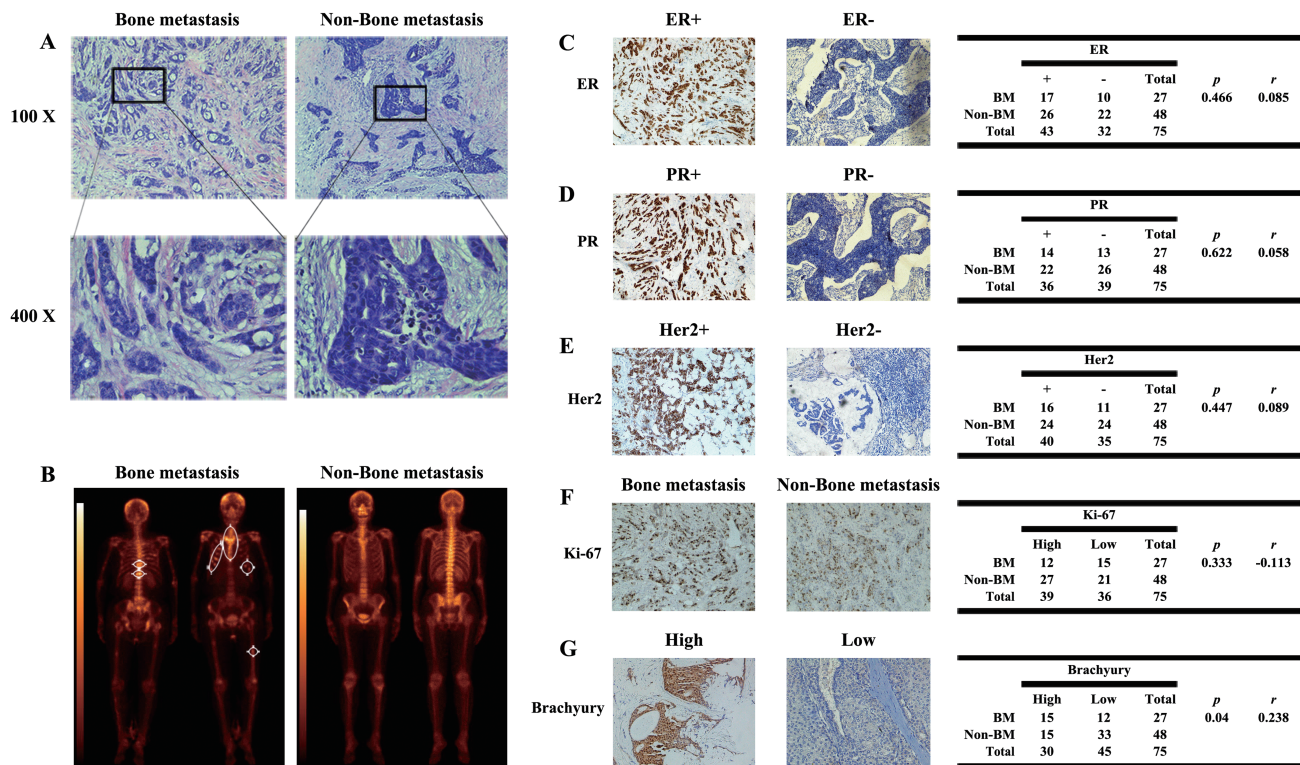 Bone metastasis Non-Bone metastasis
A
100 X
400 X
B
Bone metastasis Non-Bone metastasis
ER+ ER-
C
ER
ER
+ - Total p r
BM 17 10 27 0.466 0.085
Non-BM 26 22 48
Total 43 32 75
PR+ PR-
D
PR
PR
+ - Total p r
BM 14 13 27 0.622 0.058
Non-BM 22 26 48
Total 36 39 75
Her2+ Her2-
E
Her2
Her2
+ - Total p r
BM 16 11 27 0.447 0.089
Non-BM 24 24 48
Total 40 35 75
Bone metastasis Non-Bone metastasis
F
Ki-67
Ki-67
High Low Total p r
BM 12 15 27 0.333 -0.113
Non-BM 27 21 48
Total 39 36 75
High Low
G
Brachyury
Brachyury
High Low Total p r
BM 15 12 27 0.04 0.238
Non-BM 15 33 48
Total 30 45 75